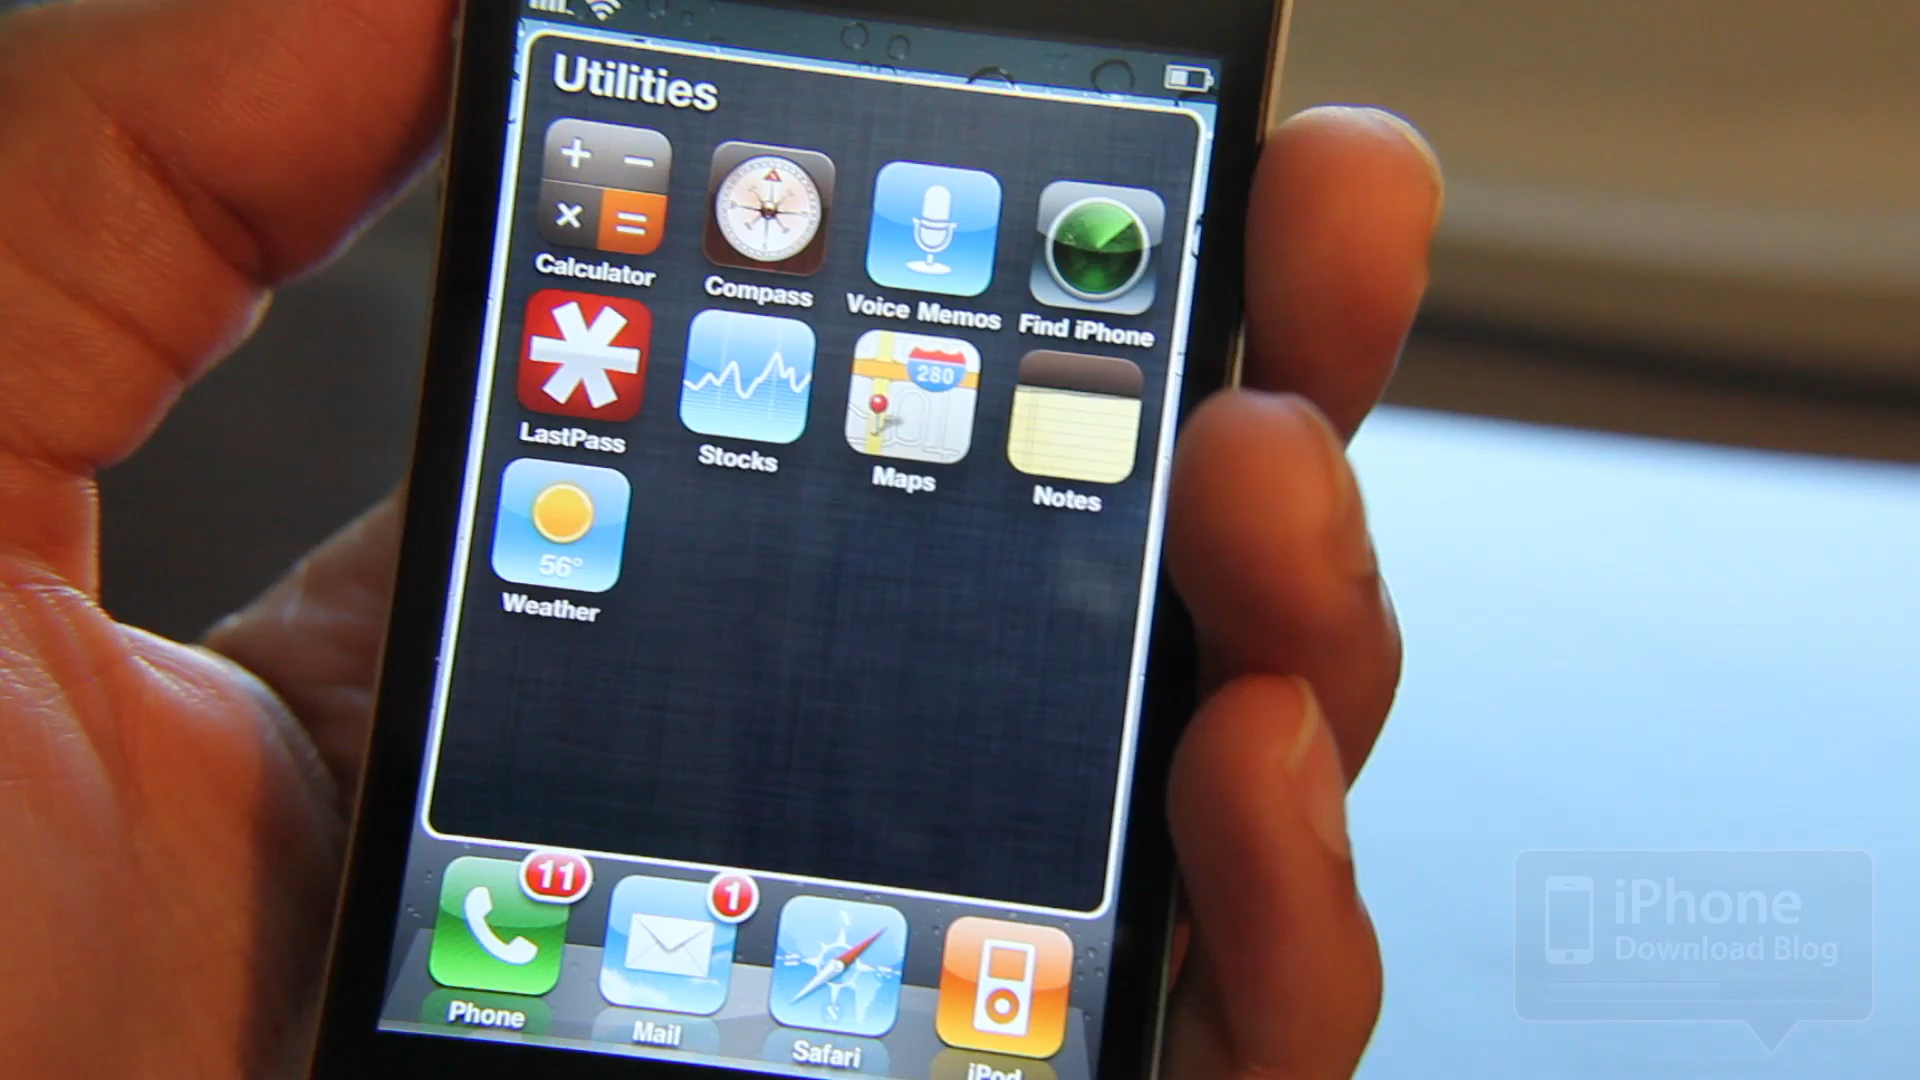 Utilities
Calculator
Compass
Voice Memos
Find iPhone
LastPass
Stocks
280
Maps
Notes
56°
Weather
11
1
Phone
Mail
S
Safari
iPod
iPhone
Download Blog